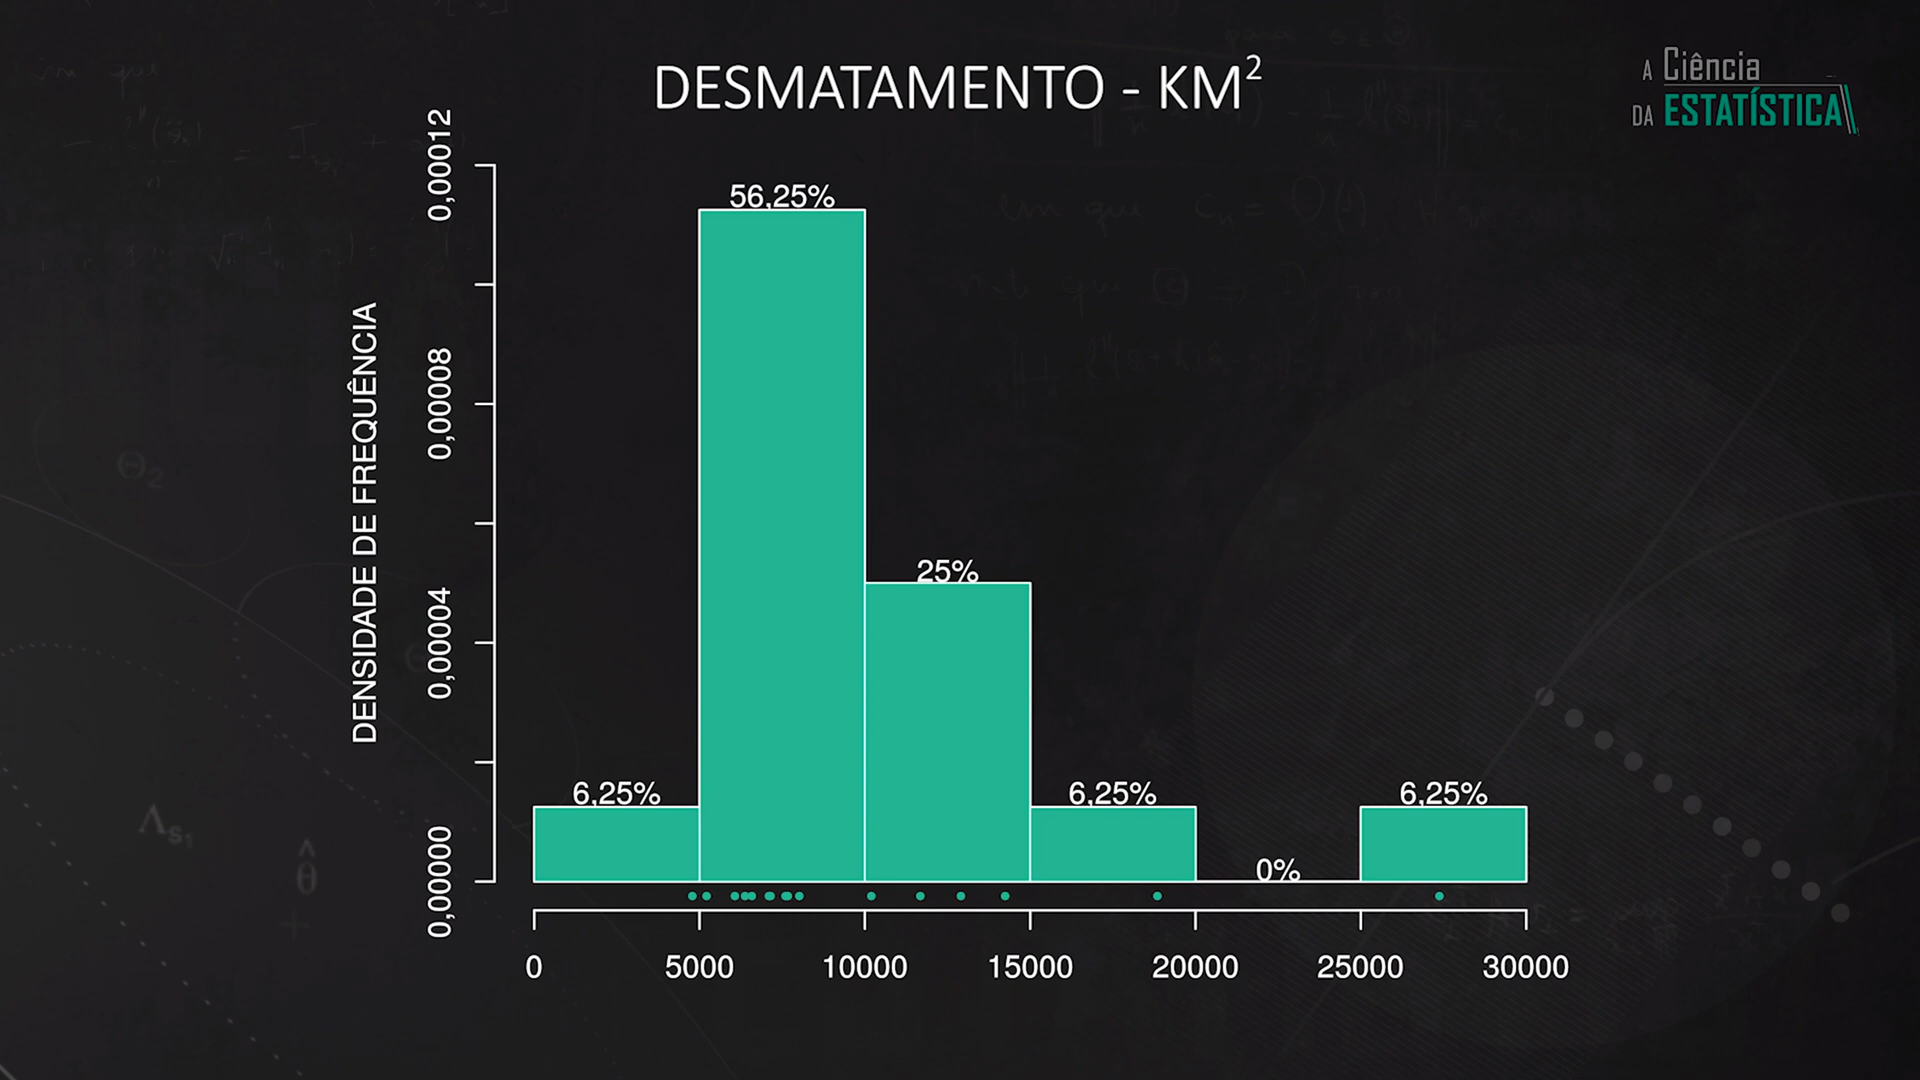 DESMATAMENTO - KM²
A Ciência
DA ESTATÍSTICA
DENSIDADE DE FREQUÊNCIA
0,00012
0,00008
0,00004
0,00000
56,25%
25%
6,25%
6,25%
6,25%
0%
0 5000 10000 15000 20000 25000 30000